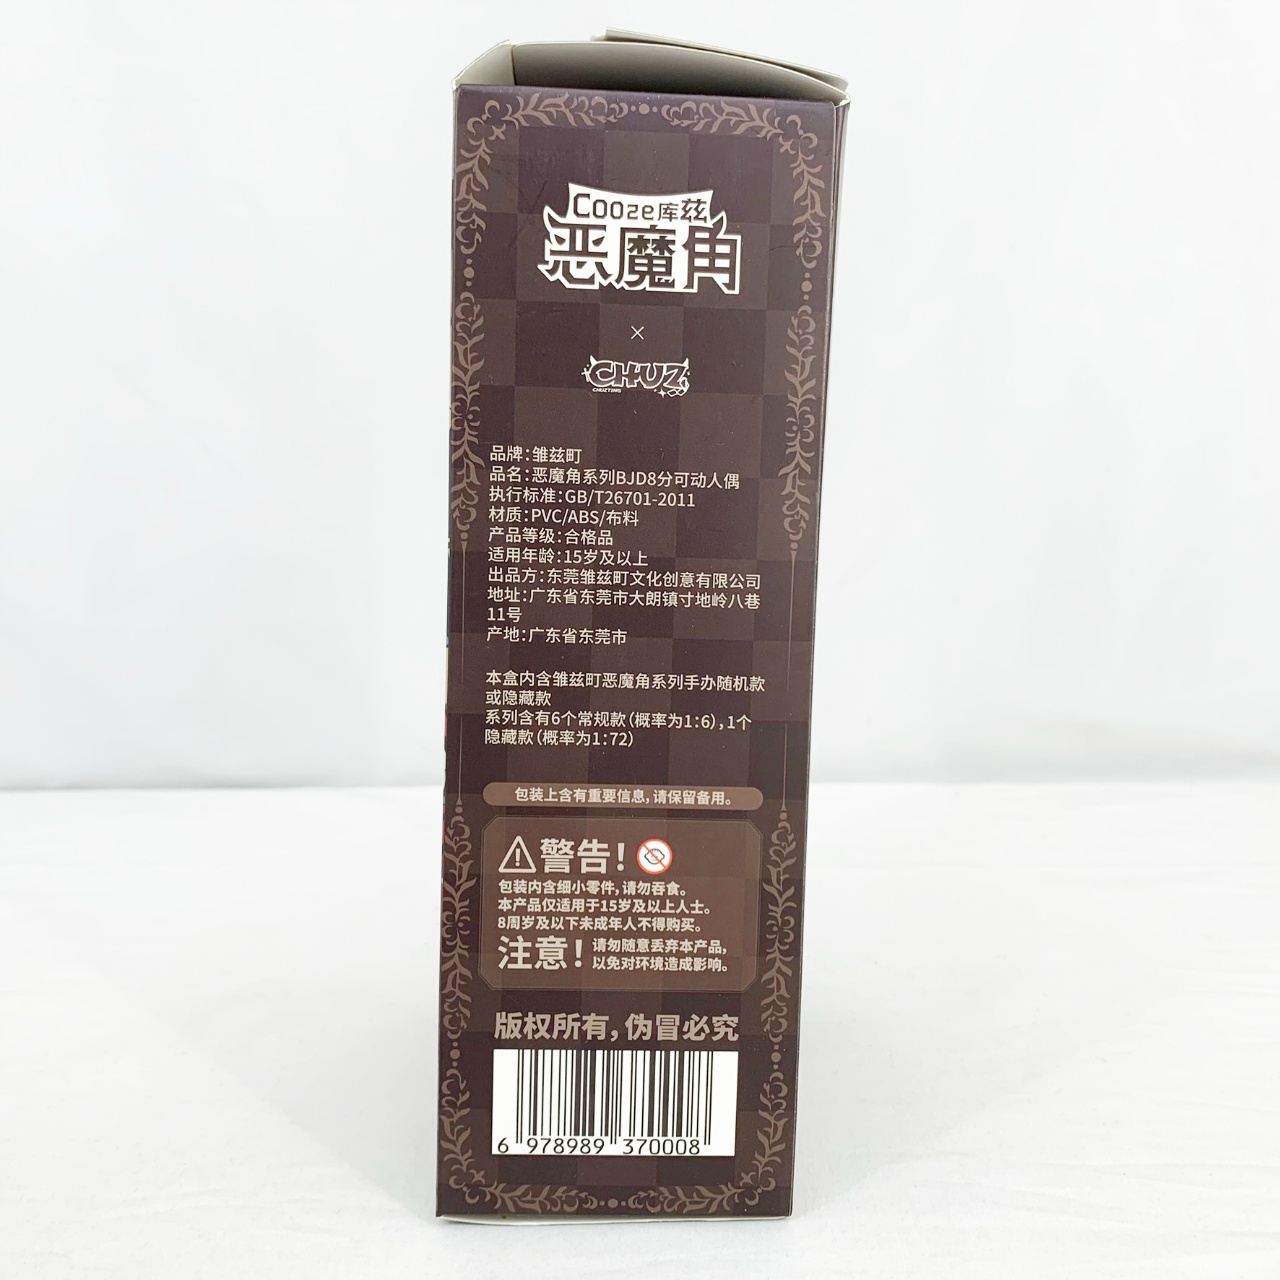 Cooze库兹
恶魔角
×
CHUZ
CHUZTING
品牌:雏兹町
品名:恶魔角系列BJD8分可动人偶
执行标准:GB/T26701-2011
材质:PVC/ABS/布料
产品等级:合格品
适用年龄:15岁及以上
出品方:东莞雏兹町文化创意有限公司
地址:广东省东莞市大朗镇寸地岭八巷
11号
产地:广东省东莞市
本盒内含雏兹町恶魔角系列手办随机款
或隐藏款
系列含有6个常规款(概率为1:6),1个
隐藏款(概率为1:72)
包装上含有重要信息,请保留备用。
警告!
包装内含细小零件,请勿吞食。
本产品仅适用于15岁及以上人士。
8周岁及以下未成年人不得购买。
注意!请勿随意丢弃本产品,
以免对环境造成影响。
版权所有,伪冒必究
6 978989 370008